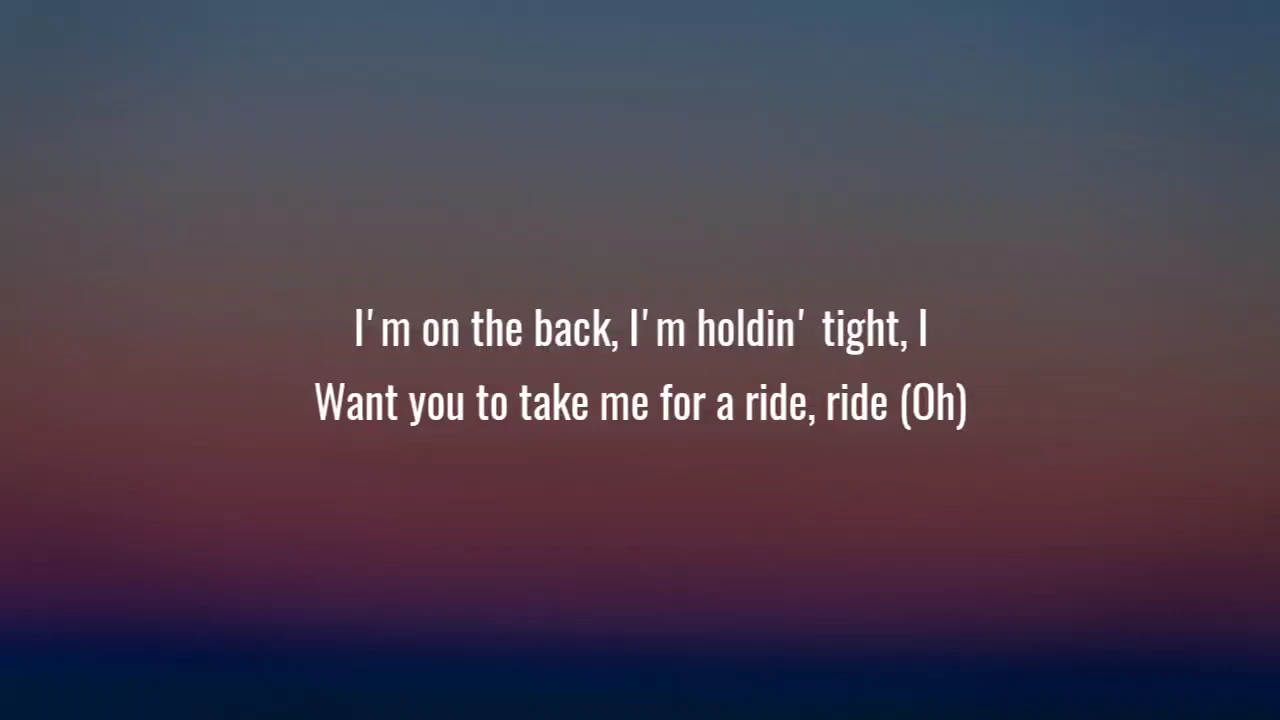 I'm on the back, I'm holdin' tight, I
Want you to take me for a ride, ride (Oh)